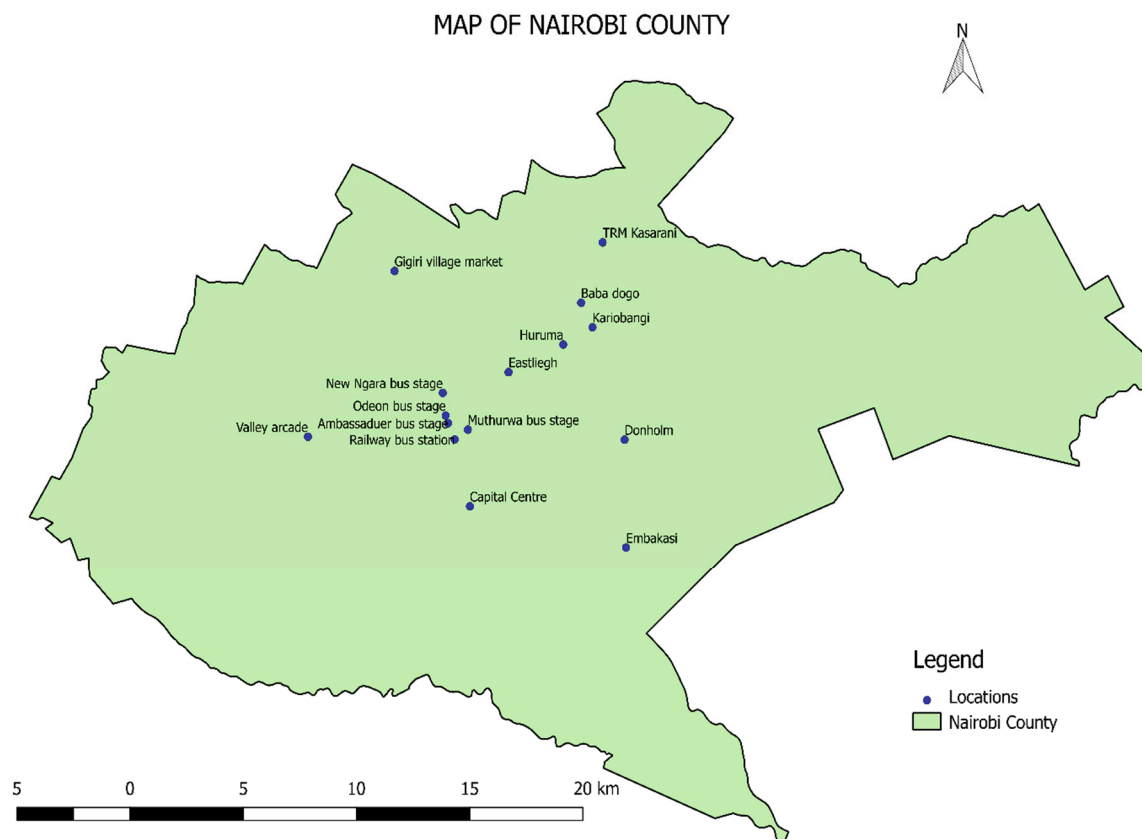 MAP OF NAIROBI COUNTY
N
TRM Kasarani
Gigiri village market
Baba dogo
Kariobangi
Huruma
Eastliegh
New Ngara bus stage
Odeon bus stage
Ambassaduer bus stage
Muthurwa bus stage
Valley arcade
Railway bus station
Donholm
Capital Centre
Embakasi
Legend
Locations
Nairobi County
5 0 5 10 15 20 km